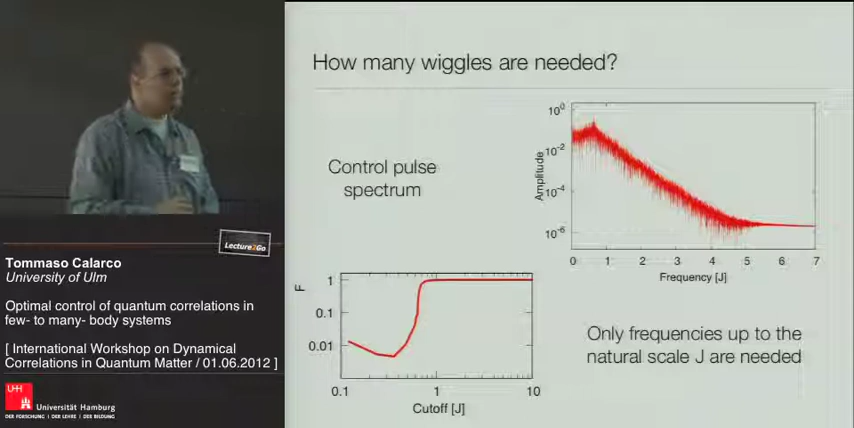 How many wiggles are needed?
Control pulse
spectrum
10⁰
10⁻²
10⁻⁴
10⁻⁶
Amplitude
0 1 2 3 4 5 6 7
Frequency [J]
F
1
0.1
0.01
0.1 1 10
Cutoff [J]
Only frequencies up to the
natural scale J are needed
Lecture2Go
Tommaso Calarco
University of Ulm
Optimal control of quantum correlations in
few- to many- body systems
[ International Workshop on Dynamical
Correlations in Quantum Matter / 01.06.2012 ]
UH
Universität Hamburg
DER FORSCHUNG | DER LEHRE | DER BILDUNG